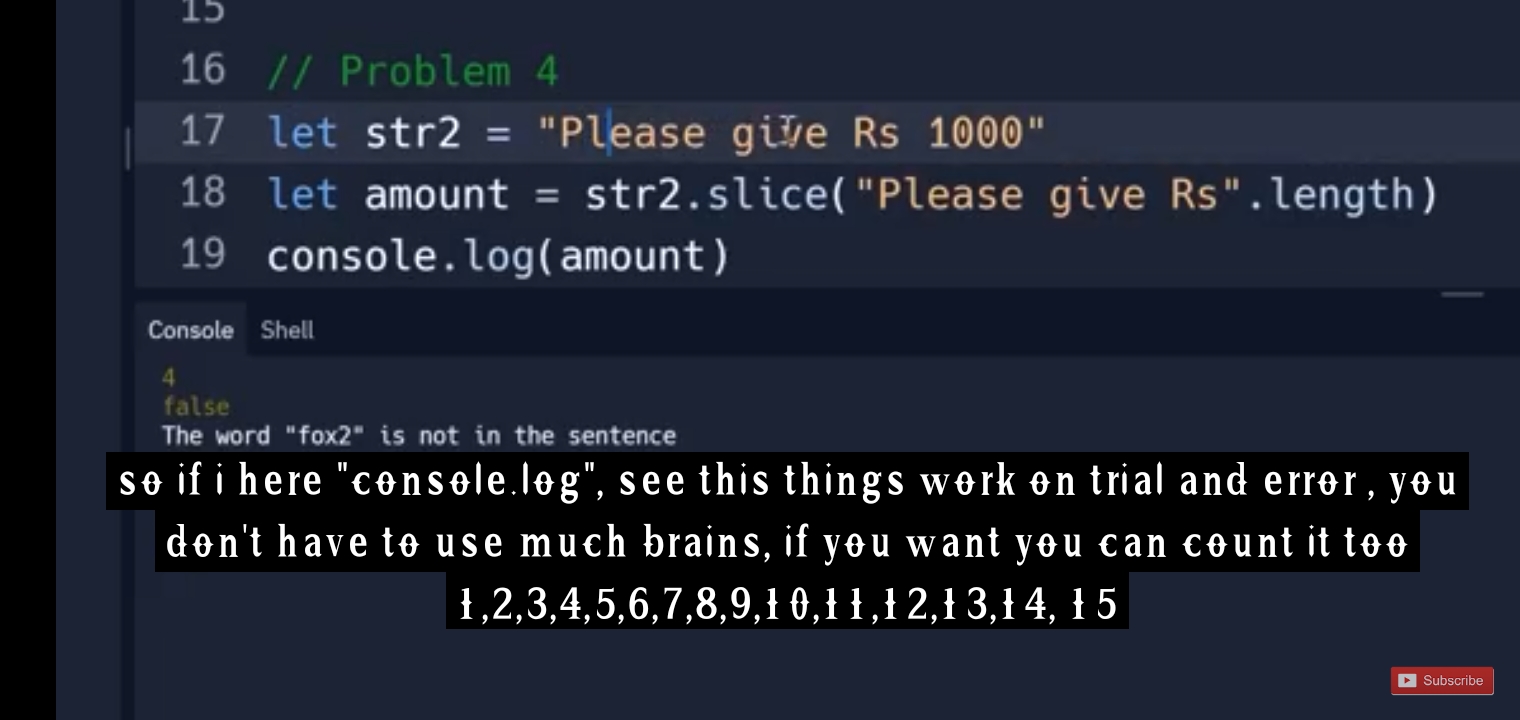 15
16 // Problem 4
17 let str2 = "Please give Rs 1000"
18 let amount = str2.slice("Please give Rs".length)
19 console.log(amount)
Console Shell
4
false
The word "fox2" is not in the sentence
so if i here "console.log", see this things work on trial and error , you
don't have to use much brains, if you want you can count it too
1,2,3,4,5,6,7,8,9,10,11,12,13,14, 15
Subscribe